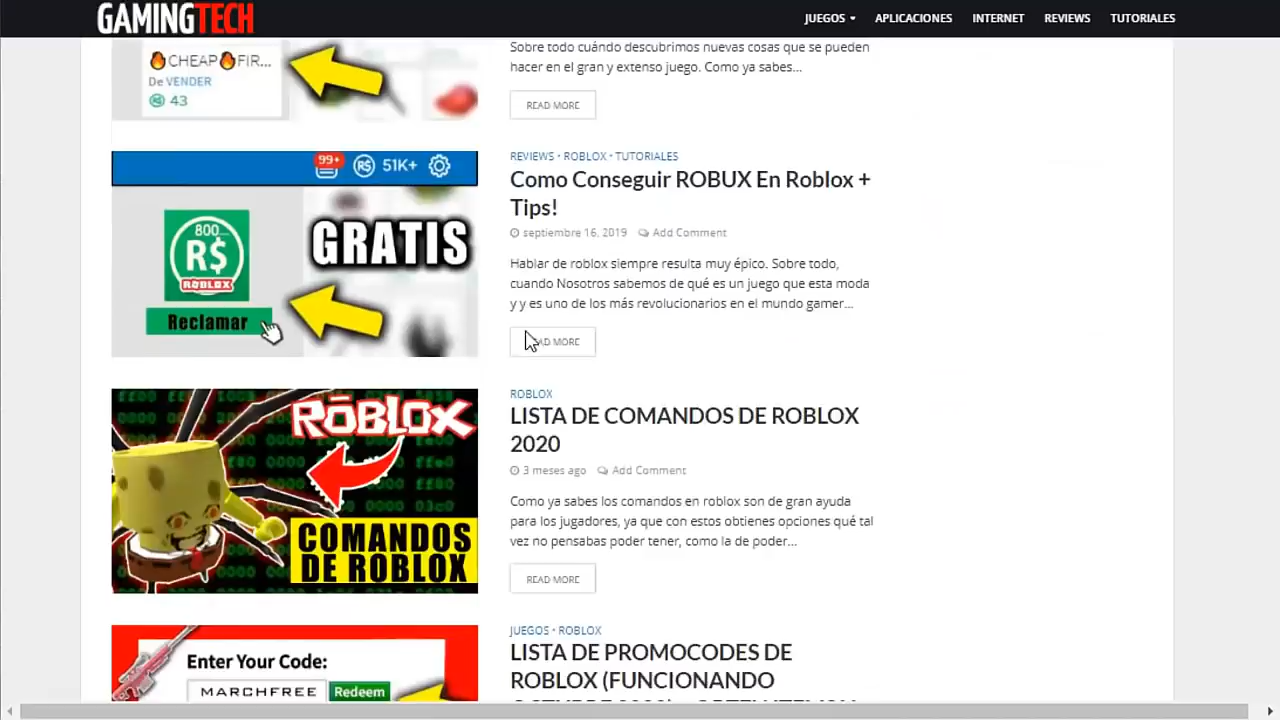 GAMINGTECH
JUEGOS
APLICACIONES
INTERNET
REVIEWS
TUTORIALES
CHEAP FIR...
De VENDER
43
Sobre todo cuándo descubrimos nuevas cosas que se pueden
hacer en el gran y extenso juego. Como ya sabes...
READ MORE
99+
R$ 51K+
800
R$
ROBLOX
Reclamar
GRATIS
REVIEWS • ROBLOX • TUTORIALES
Como Conseguir ROBUX En Roblox +
Tips!
septiembre 16, 2019 Add Comment
Hablar de roblox siempre resulta muy épico. Sobre todo,
cuando Nosotros sabemos de qué es un juego que esta moda
y y es uno de los más revolucionarios en el mundo gamer...
AD MORE
ROBLOX
COMANDOS
DE ROBLOX
ROBLOX
LISTA DE COMANDOS DE ROBLOX
2020
3 meses ago Add Comment
Como ya sabes los comandos en roblox son de gran ayuda
para los jugadores, ya que con estos obtienes opciones qué tal
vez no pensabas poder tener, como la de poder...
READ MORE
Enter Your Code:
MARCHFREE Redeem
JUEGOS • ROBLOX
LISTA DE PROMOCODES DE
ROBLOX (FUNCIONANDO